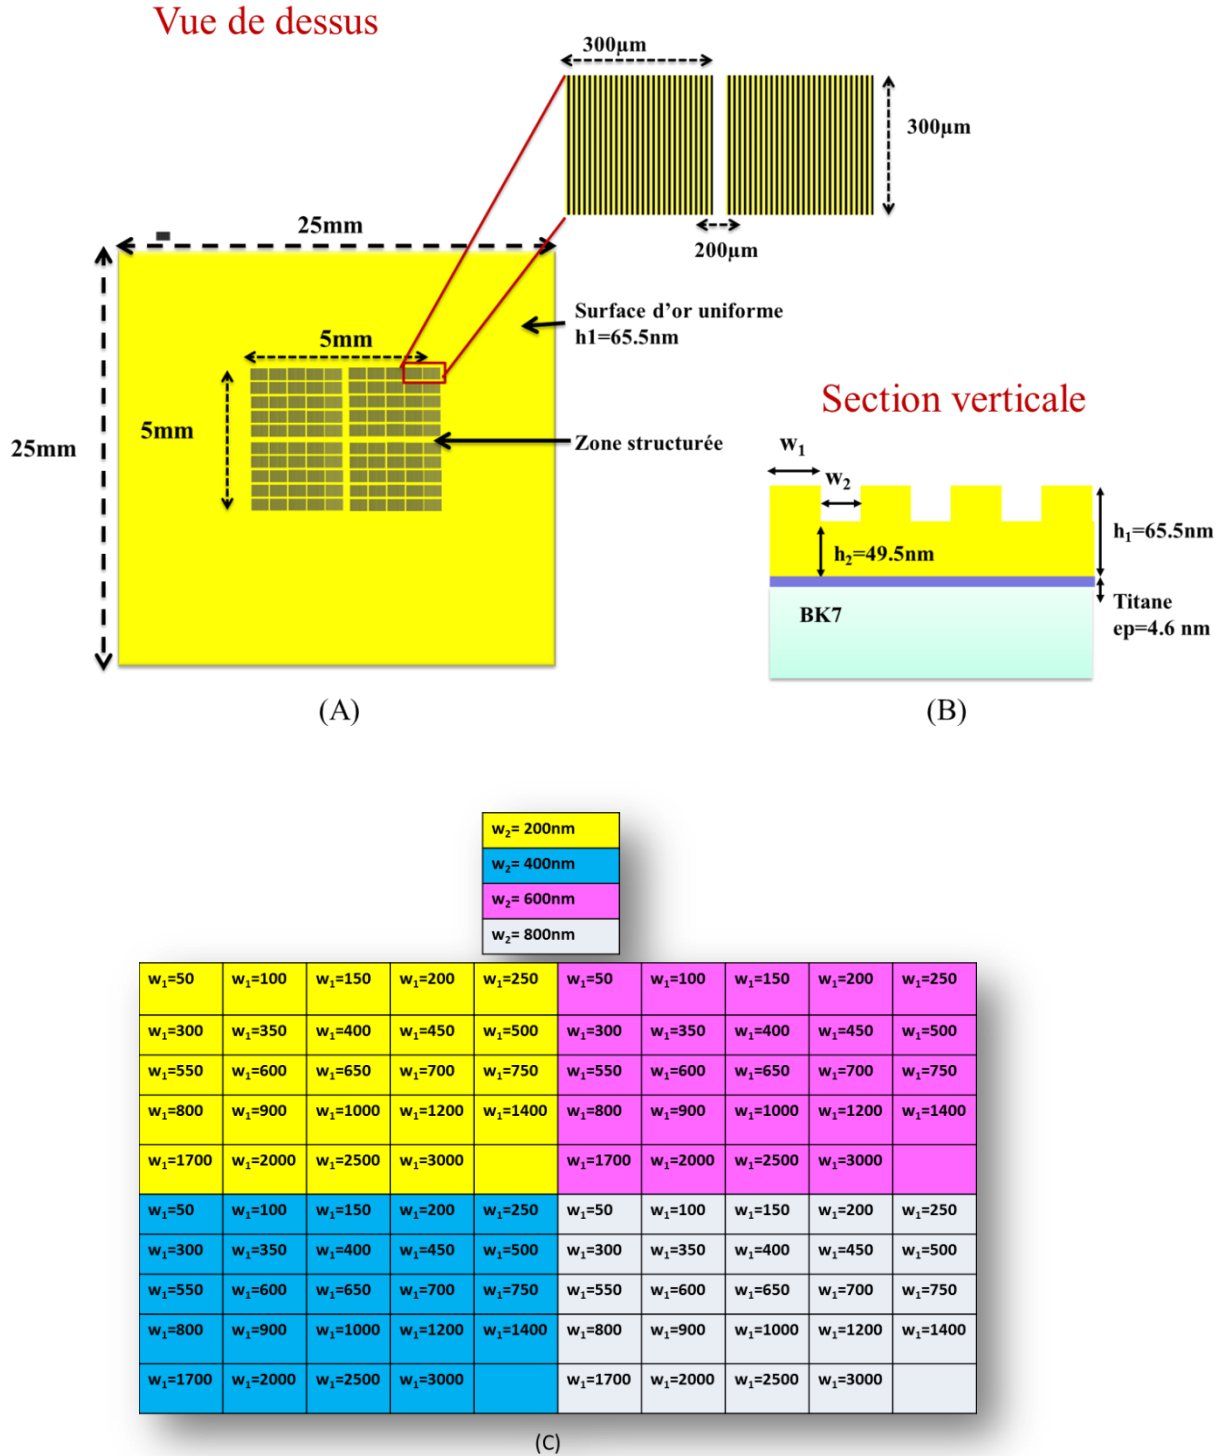 Vue de dessus
300µm
300µm
200µm
25mm
25mm
5mm
5mm
Surface d'or uniforme
h1=65.5nm
Zone structurée
(A)
Section verticale
w₁
w₂
h₁=65.5nm
h₂=49.5nm
BK7
Titane
ep=4.6 nm
(B)
w₂= 200nm
w₂= 400nm
w₂= 600nm
w₂= 800nm
w₁=50 w₁=100 w₁=150 w₁=200 w₁=250 w₁=50 w₁=100 w₁=150 w₁=200 w₁=250
w₁=300 w₁=350 w₁=400 w₁=450 w₁=500 w₁=300 w₁=350 w₁=400 w₁=450 w₁=500
w₁=550 w₁=600 w₁=650 w₁=700 w₁=750 w₁=550 w₁=600 w₁=650 w₁=700 w₁=750
w₁=800 w₁=900 w₁=1000 w₁=1200 w₁=1400 w₁=800 w₁=900 w₁=1000 w₁=1200 w₁=1400
w₁=1700 w₁=2000 w₁=2500 w₁=3000 w₁=1700 w₁=2000 w₁=2500 w₁=3000
w₁=50 w₁=100 w₁=150 w₁=200 w₁=250 w₁=50 w₁=100 w₁=150 w₁=200 w₁=250
w₁=300 w₁=350 w₁=400 w₁=450 w₁=500 w₁=300 w₁=350 w₁=400 w₁=450 w₁=500
w₁=550 w₁=600 w₁=650 w₁=700 w₁=750 w₁=550 w₁=600 w₁=650 w₁=700 w₁=750
w₁=800 w₁=900 w₁=1000 w₁=1200 w₁=1400 w₁=800 w₁=900 w₁=1000 w₁=1200 w₁=1400
w₁=1700 w₁=2000 w₁=2500 w₁=3000 w₁=1700 w₁=2000 w₁=2500 w₁=3000
(C)